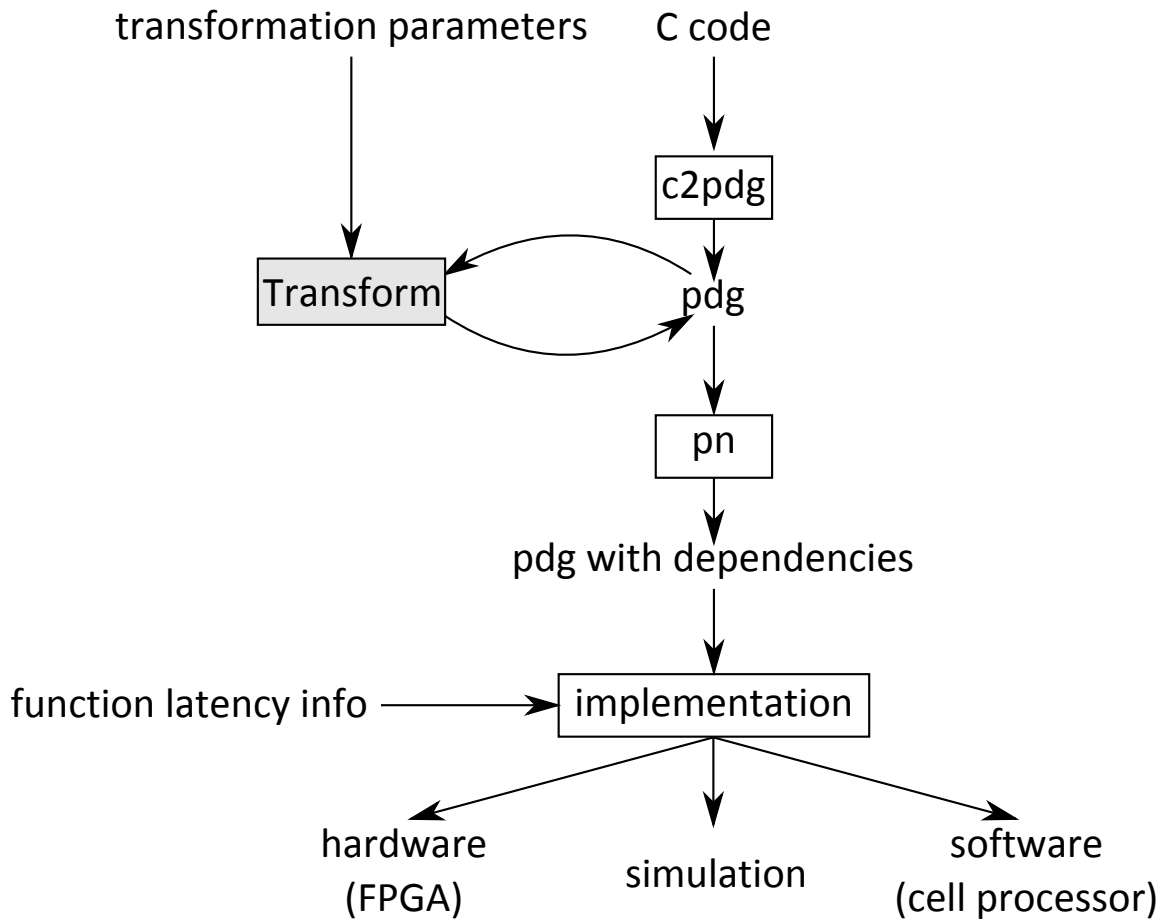 transformation parameters
C code
c2pdg
Transform
pdg
pn
pdg with dependencies
function latency info
implementation
hardware
(FPGA)
simulation
software
(cell processor)